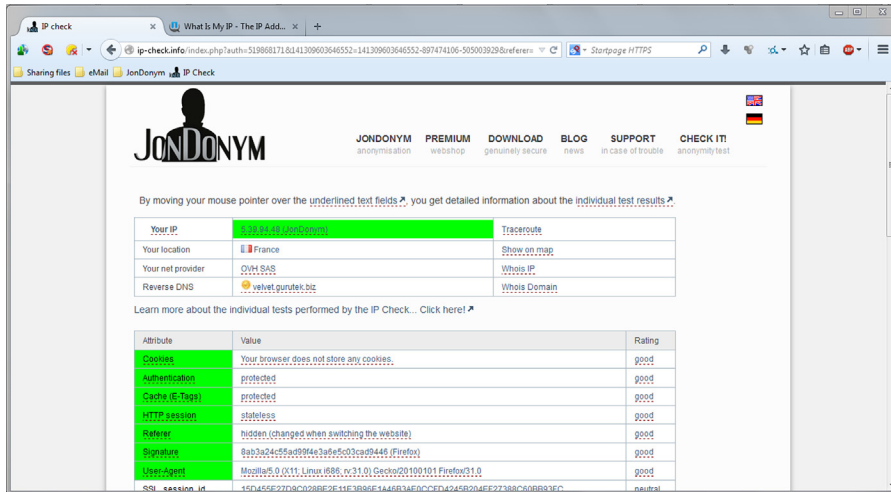 IP check
What Is My IP - The IP Add...
ip-check.info/index.php?auth=519868171&141309603646552=141309603646552-897474106-505003929&referer=
Startpage HTTPS
Sharing files eMail JonDonym IP Check
JONDONYM
JONDONYM PREMIUM DOWNLOAD BLOG SUPPORT CHECK IT!
anonymisation webshop genuinely secure news in case of trouble anonymity test
By moving your mouse pointer over the underlined text fields, you get detailed information about the individual test results.
Your IP 5.39.94.48 (JonDonym) Traceroute
Your location France Show on map
Your net provider OVH SAS Whois IP
Reverse DNS velvet.gurutek.biz Whois Domain
Learn more about the individual tests performed by the IP Check... Click here!
Attribute Value Rating
Cookies Your browser does not store any cookies. good
Authentication protected good
Cache (E-Tags) protected good
HTTP session stateless good
Referer hidden (changed when switching the website) good
Signature 8ab3a24c55ad99f4e3a6e5c03cad9446 (Firefox) good
User-Agent Mozilla/5.0 (X11; Linux i686; rv:31.0) Gecko/20100101 Firefox/31.0 good
SSL_session_id neutral